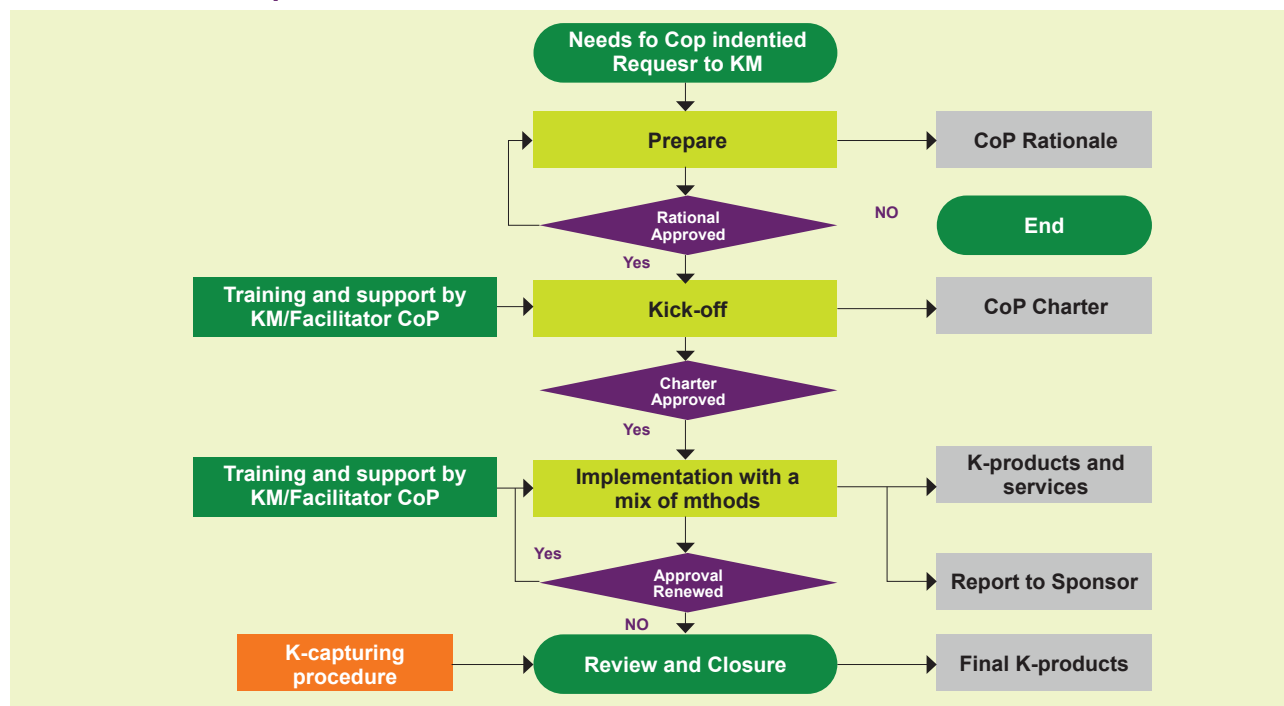 Needs fo Cop indentied
Requesr to KM
Prepare
CoP Rationale
Rational
Approved
NO
End
Yes
Training and support by
KM/Facilitator CoP
Kick-off
CoP Charter
Charter
Approved
Yes
Training and support by
KM/Facilitator CoP
Implementation with a
mix of mthods
K-products and
services
Yes
Approval
Renewed
Report to Sponsor
NO
K-capturing
procedure
Review and Closure
Final K-products